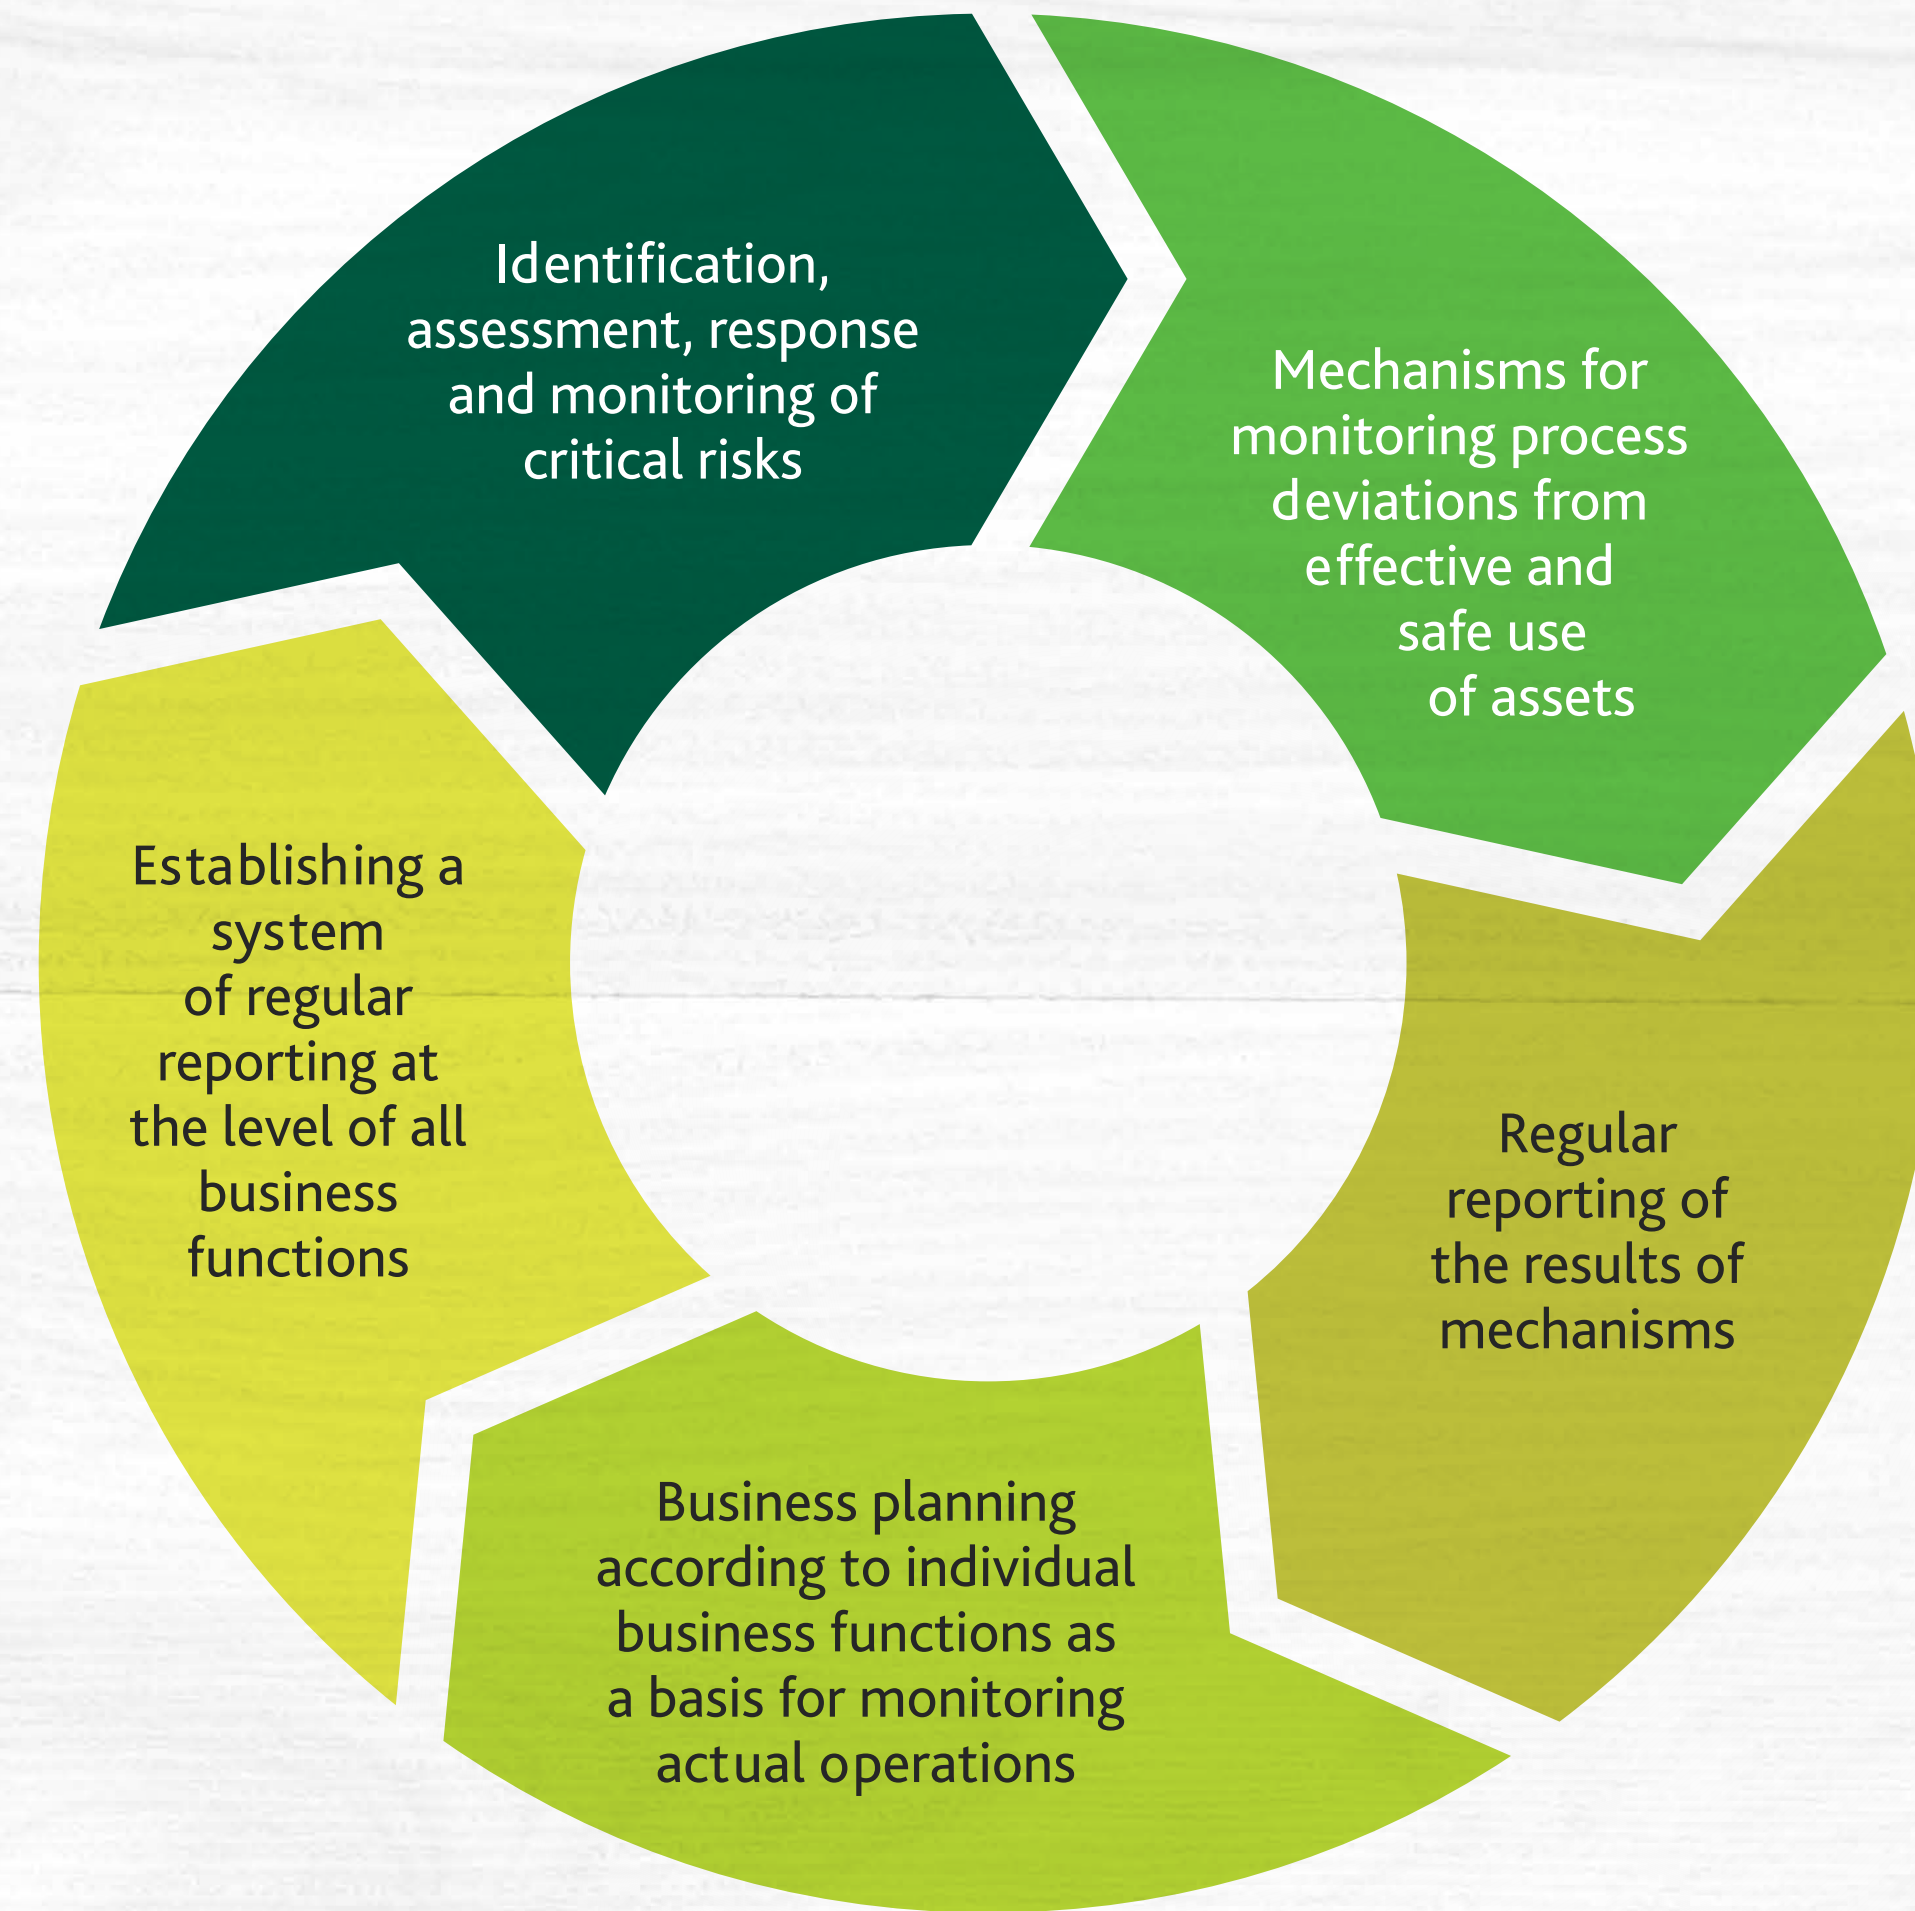 Identification,
assessment, response
and monitoring of
critical risks
Mechanisms for
monitoring process
deviations from
effective and
safe use
of assets
Regular
reporting of
the results of
mechanisms
Business planning
according to individual
business functions as
a basis for monitoring
actual operations
Establishing a
system
of regular
reporting at
the level of all
business
functions